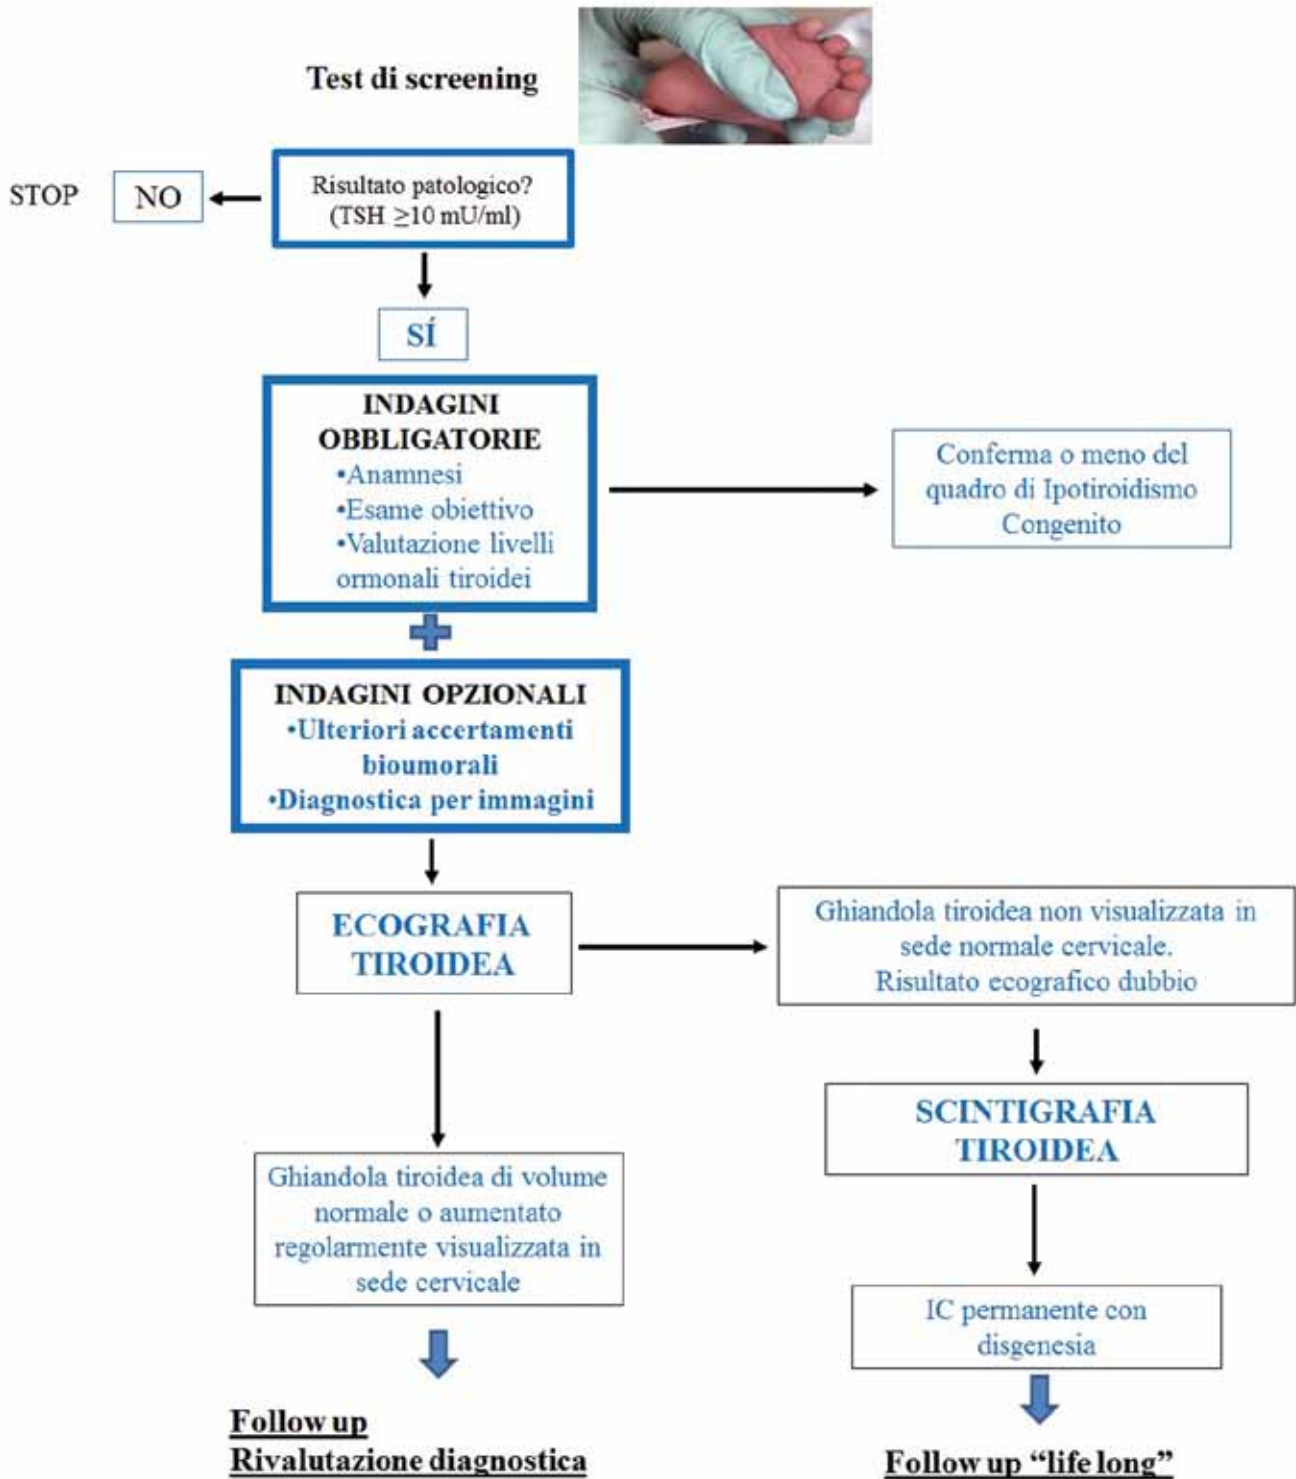 Test di screening
Risultato patologico?
(TSH ≥10 mU/ml)
NO
STOP
SÍ
INDAGINI
OBBLIGATORIE
•Anamnesi
•Esame obiettivo
•Valutazione livelli
ormonali tiroidei
Conferma o meno del
quadro di Ipotiroidismo
Congenito
INDAGINI OPZIONALI
•Ulteriori accertamenti
bioumorali
•Diagnostica per immagini
ECOGRAFIA
TIROIDEA
Ghiandola tiroidea non visualizzata in
sede normale cervicale.
Risultato ecografico dubbio
SCINTIGRAFIA
TIROIDEA
Ghiandola tiroidea di volume
normale o aumentato
regolarmente visualizzata in
sede cervicale
IC permanente con
disgenesia
Follow up
Rivalutazione diagnostica
Follow up “life long”